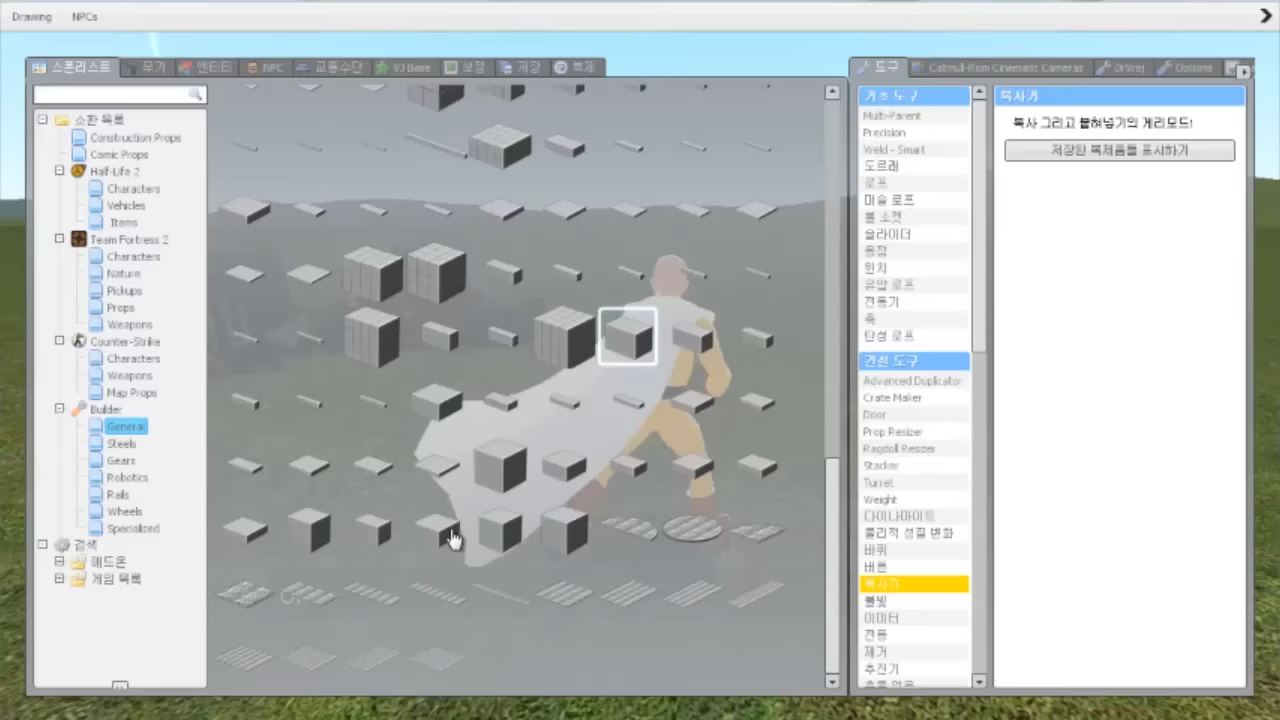 Drawing NPCs
스폰리스트 무기 엔티티 NPC 교통수단 VJ Base 보정 저장 복제
도구 Catmull-Rom Cinematic Cameras DrVrej Options
소환 목록
Construction Props
Comic Props
Half-Life 2
Characters
Vehicles
Items
Team Fortress 2
Characters
Nature
Pickups
Props
Weapons
Counter-Strike
Characters
Weapons
Map Props
Builder
General
Steels
Gears
Robotics
Rails
Wheels
Specialized
검색
애드온
게임 목록
기초 도구
Multi-Parent
Precision
Weld - Smart
도르래
로프
머슬 로프
볼 소켓
슬라이더
용접
윈치
유압 로프
전동기
축
탄성 로프
건설 도구
Advanced Duplicator
Crate Maker
Door
Prop Resizer
Ragdoll Resizer
Stacker
Turret
Weight
다이나마이트
물리적 성질 변화
바퀴
버튼
복사기
불빛
이미터
전등
제거
추진기
복사기
복사 그리고 붙혀넣기의 게리모드!
저장된 복제품들 표시하기